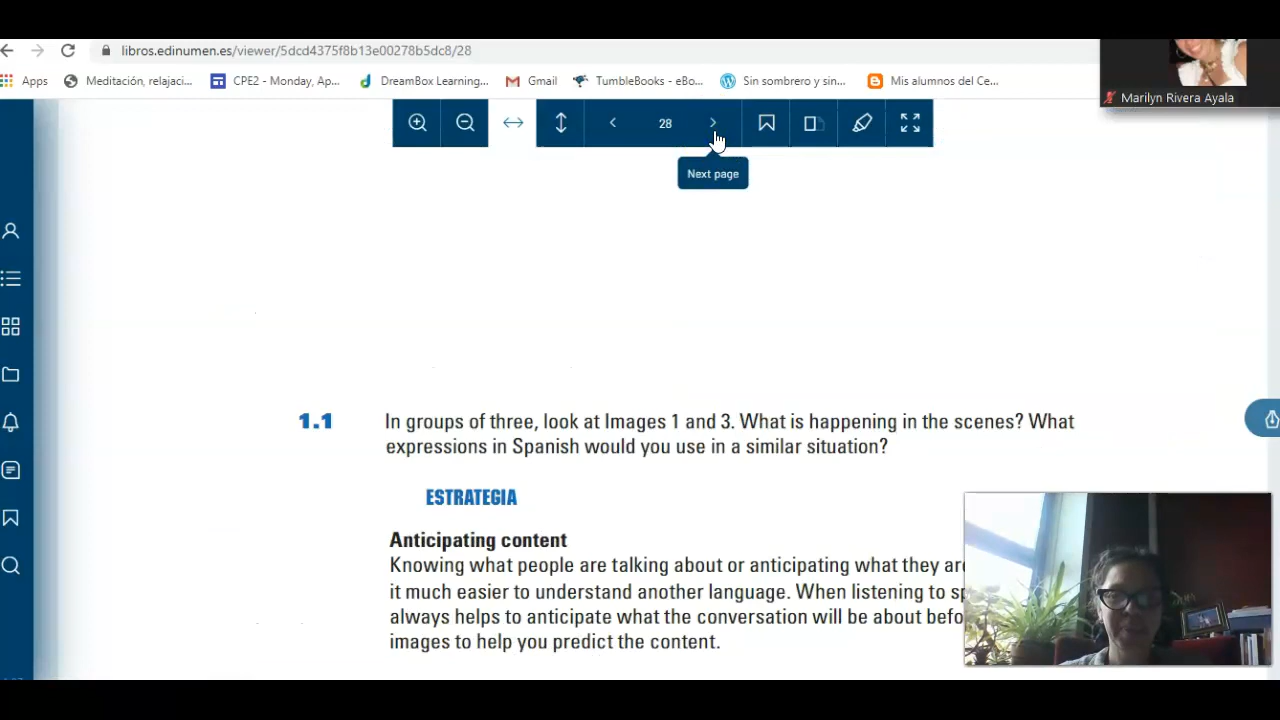 libros.edinumen.es/viewer/5dcd4375f8b13e00278b5dc8/28
Apps Meditación, relajaci... CPE2 - Monday, Ap... DreamBox Learning... Gmail TumbleBooks - eBo... Sin sombrero y sin... Mis alumnos del Ce...
Marilyn Rivera Ayala
28
Next page
1.1 In groups of three, look at Images 1 and 3. What is happening in the scenes? What
expressions in Spanish would you use in a similar situation?
ESTRATEGIA
Anticipating content
Knowing what people are talking about or anticipating what they are
it much easier to understand another language. When listening to sp
always helps to anticipate what the conversation will be about befo
images to help you predict the content.